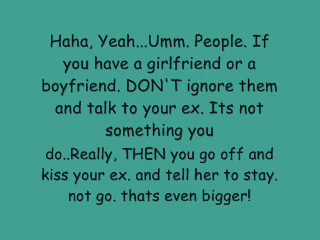 Haha, Yeah...Umm. People. If
you have a girlfriend or a
boyfriend. DON'T ignore them
and talk to your ex. Its not
something you
do..Really, THEN you go off and
kiss your ex. and tell her to stay.
not go. thats even bigger!